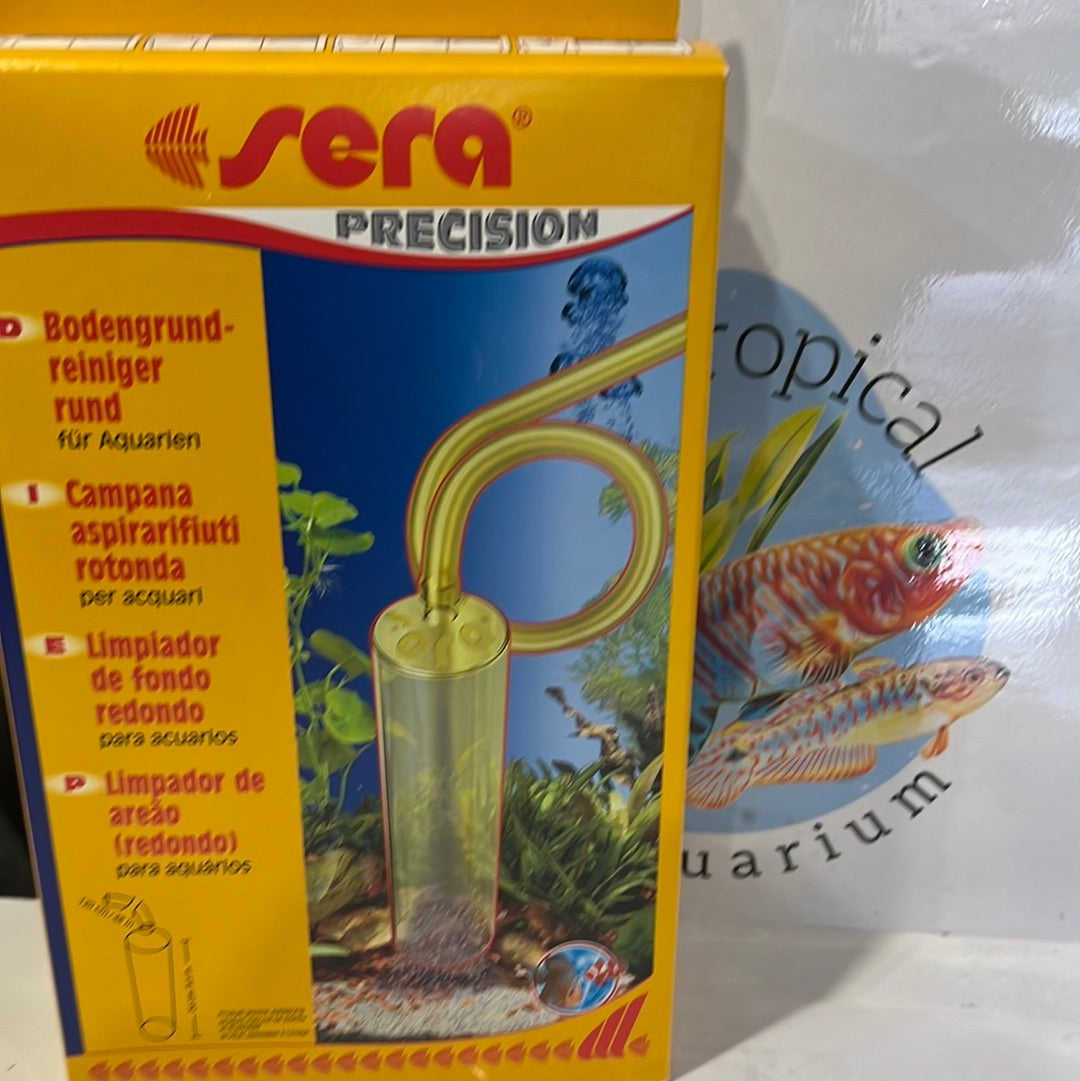 sera®
PRECISION
D Bodengrund-
reiniger
rund
für Aquarien
I Campana
aspirarifiuti
rotonda
per acquari
E Limpiador
de fondo
redondo
para acuarios
P Limpador de
areão
(redondo)
para aquários
ropical
uarium